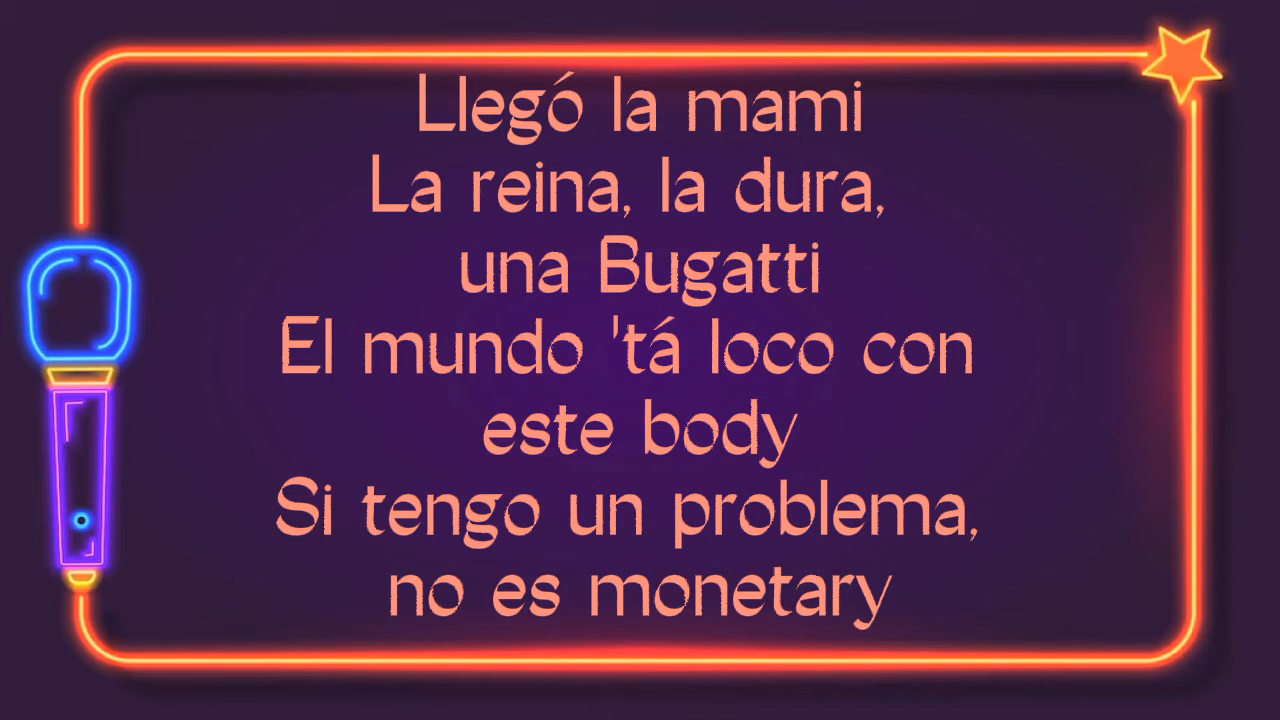 Llegó la mami
La reina, la dura,
una Bugatti
El mundo 'tá loco con
este body
Si tengo un problema,
no es monetary